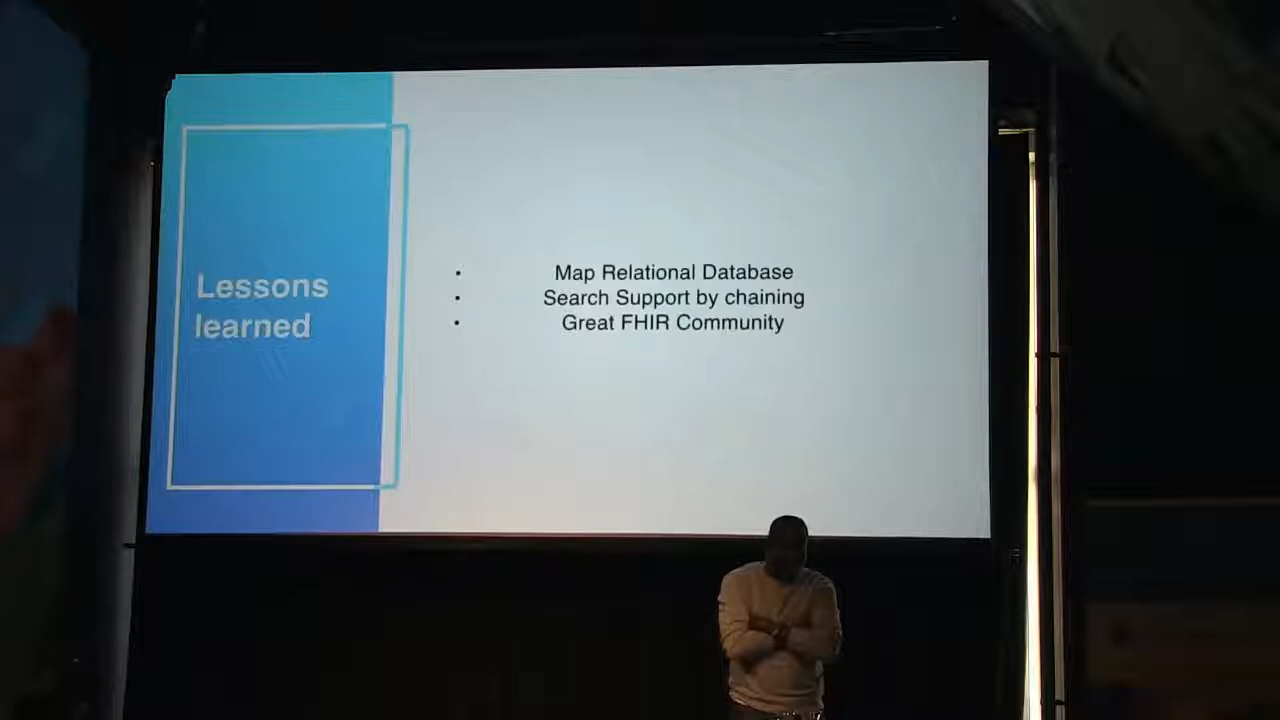 Lessons
learned
• Map Relational Database
• Search Support by chaining
• Great FHIR Community